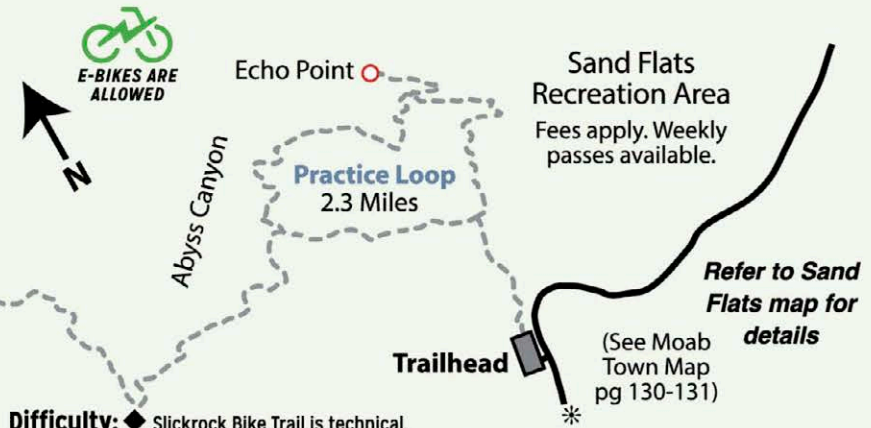 E-BIKES ARE
ALLOWED
N
Echo Point
Sand Flats
Recreation Area
Fees apply. Weekly
passes available.
Abyss Canyon
Practice Loop
2.3 Miles
Refer to Sand
Flats map for
details
Trailhead
(See Moab
Town Map
pg 130-131)
Difficulty: ◆ Slickrock Bike Trail is technical